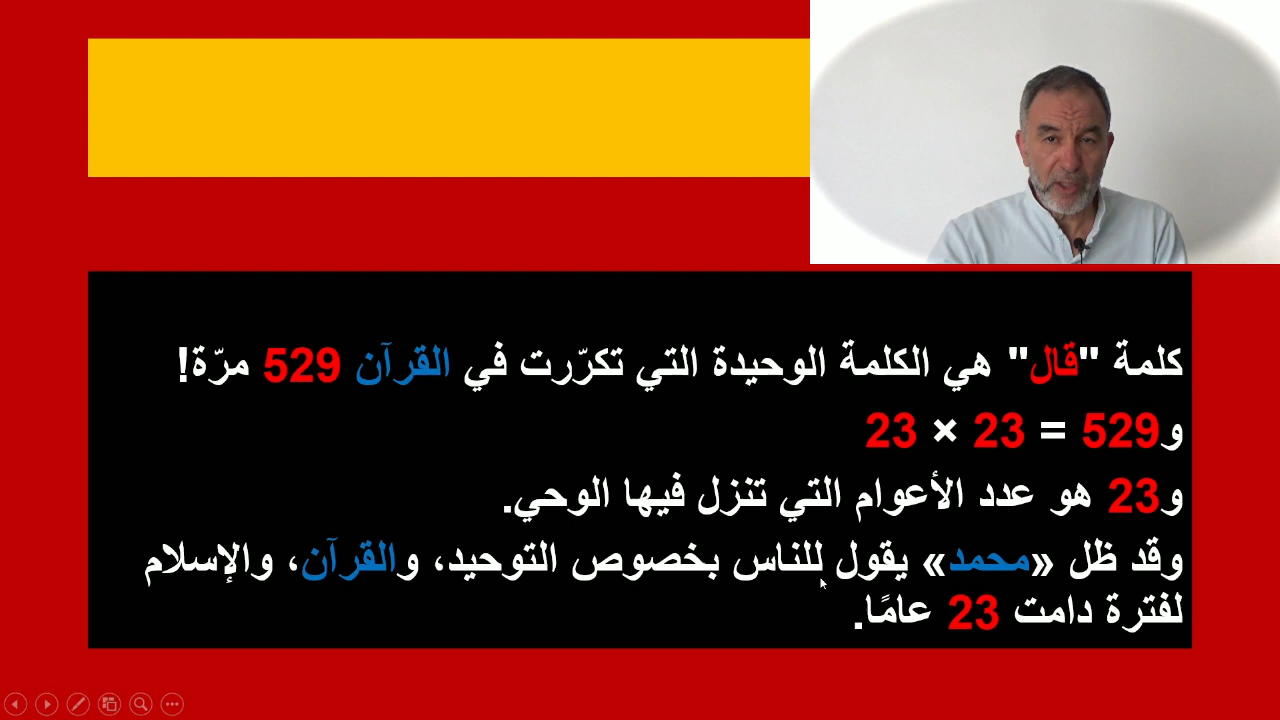 كلمة "قال" هي الكلمة الوحيدة التي تكرّرت في القرآن 529 مرّة!
و529 = 23 × 23
و23 هو عدد الأعوام التي تنزل فيها الوحي.
وقد ظل «محمد» يقول للناس بخصوص التوحيد، والقرآن، والإسلام
لفترة دامت 23 عامًا.